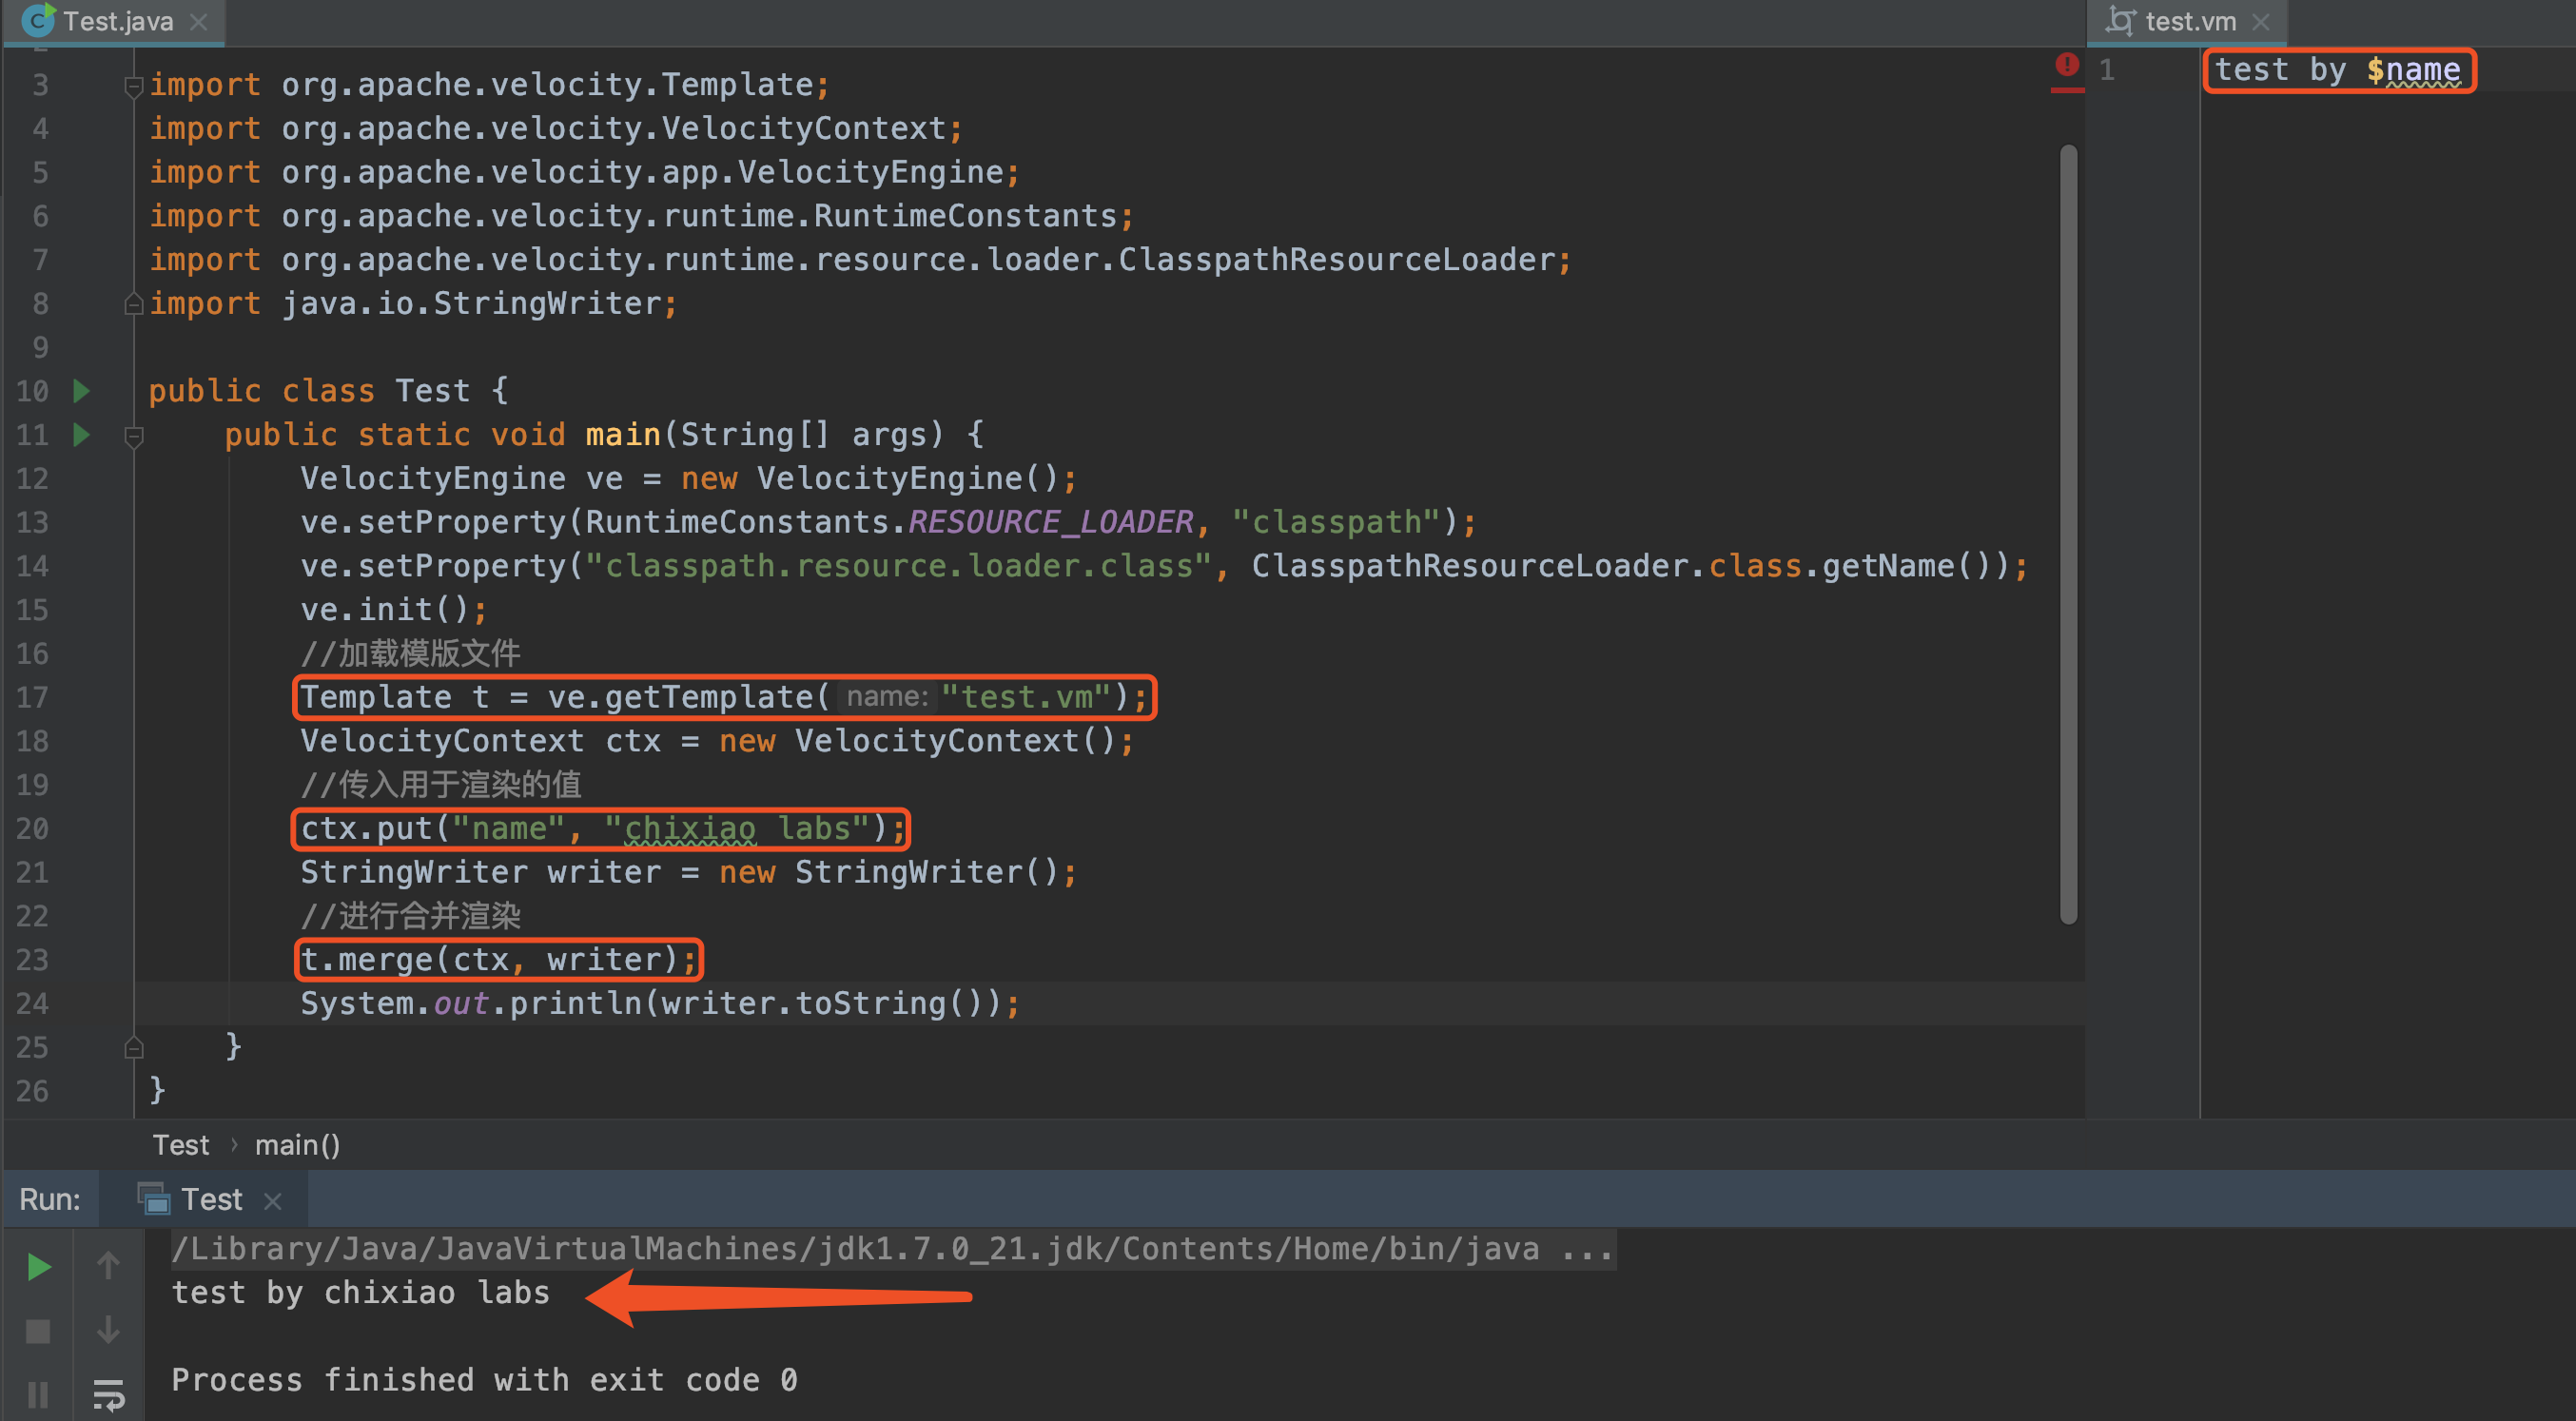 Test.java
test.vm
3 import org.apache.velocity.Template;
4 import org.apache.velocity.VelocityContext;
5 import org.apache.velocity.app.VelocityEngine;
6 import org.apache.velocity.runtime.RuntimeConstants;
7 import org.apache.velocity.runtime.resource.loader.ClasspathResourceLoader;
8 import java.io.StringWriter;
9
10 public class Test {
11 public static void main(String[] args) {
12 VelocityEngine ve = new VelocityEngine();
13 ve.setProperty(RuntimeConstants.RESOURCE_LOADER, "classpath");
14 ve.setProperty("classpath.resource.loader.class", ClasspathResourceLoader.class.getName());
15 ve.init();
16 //加载模版文件
17 Template t = ve.getTemplate( name: "test.vm");
18 VelocityContext ctx = new VelocityContext();
19 //传入用于渲染的值
20 ctx.put("name", "chixiao labs");
21 StringWriter writer = new StringWriter();
22 //进行合并渲染
23 t.merge(ctx, writer);
24 System.out.println(writer.toString());
25 }
26 }
1 test by $name
Test › main()
Run: Test
/Library/Java/JavaVirtualMachines/jdk1.7.0_21.jdk/Contents/Home/bin/java ...
test by chixiao labs
Process finished with exit code 0